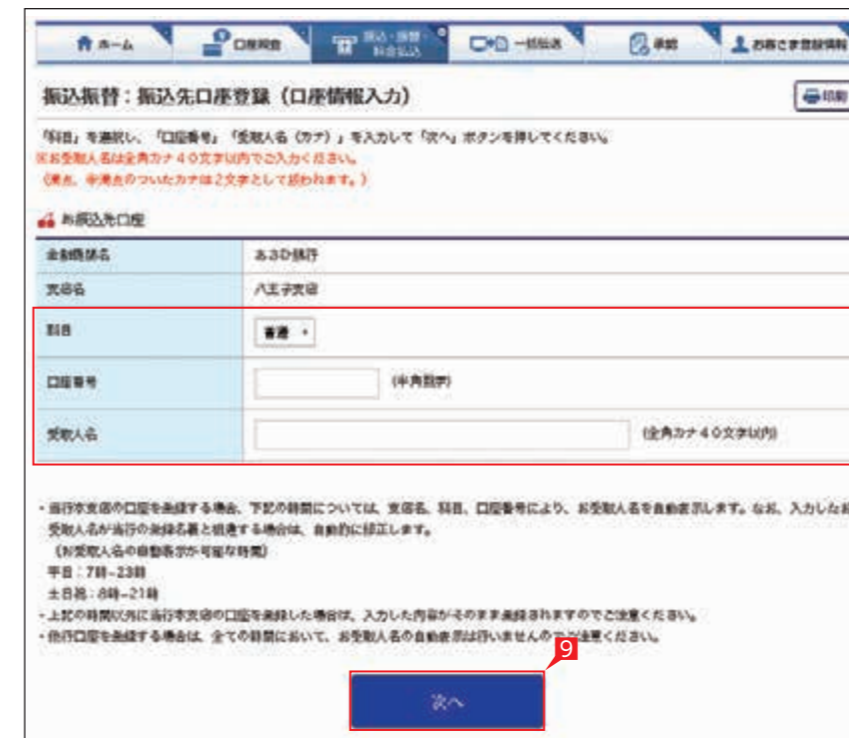 ホーム
口座照会
振込・振替・
料金払込
一括伝送
承認
お客さま登録情報
振込振替：振込先口座登録（口座情報入力）
印刷
「科目」を選択し、「口座番号」「受取人名（カナ）」を入力して「次へ」ボタンを押してください。
※お受取人名は全角カナ４０文字以内でご入力ください。
（濁点、半濁点のついたカナは２文字として扱われます。）
お振込先口座
金融機関名
銀行
支店名
八王子支店
科目
普通
口座番号
(半角数字)
受取人名
(全角カナ４０文字以内)
・当行本支店の口座を登録する場合、下記の時間については、支店名、科目、口座番号により、お受取人名を自動表示します。なお、入力したお
受取人名が当行の登録名義と相違する場合は、自動的に修正します。
（お受取人名の自動表示が可能な時間）
平日：7時~23時
土日祝：8時~21時
・上記の時間以外に当行本支店の口座を登録した場合は、入力した内容がそのまま登録されますのでご注意ください。
・他行口座を登録する場合は、全ての時間において、お受取人名の自動表示は行いませんのでご注意ください。
9
次へ